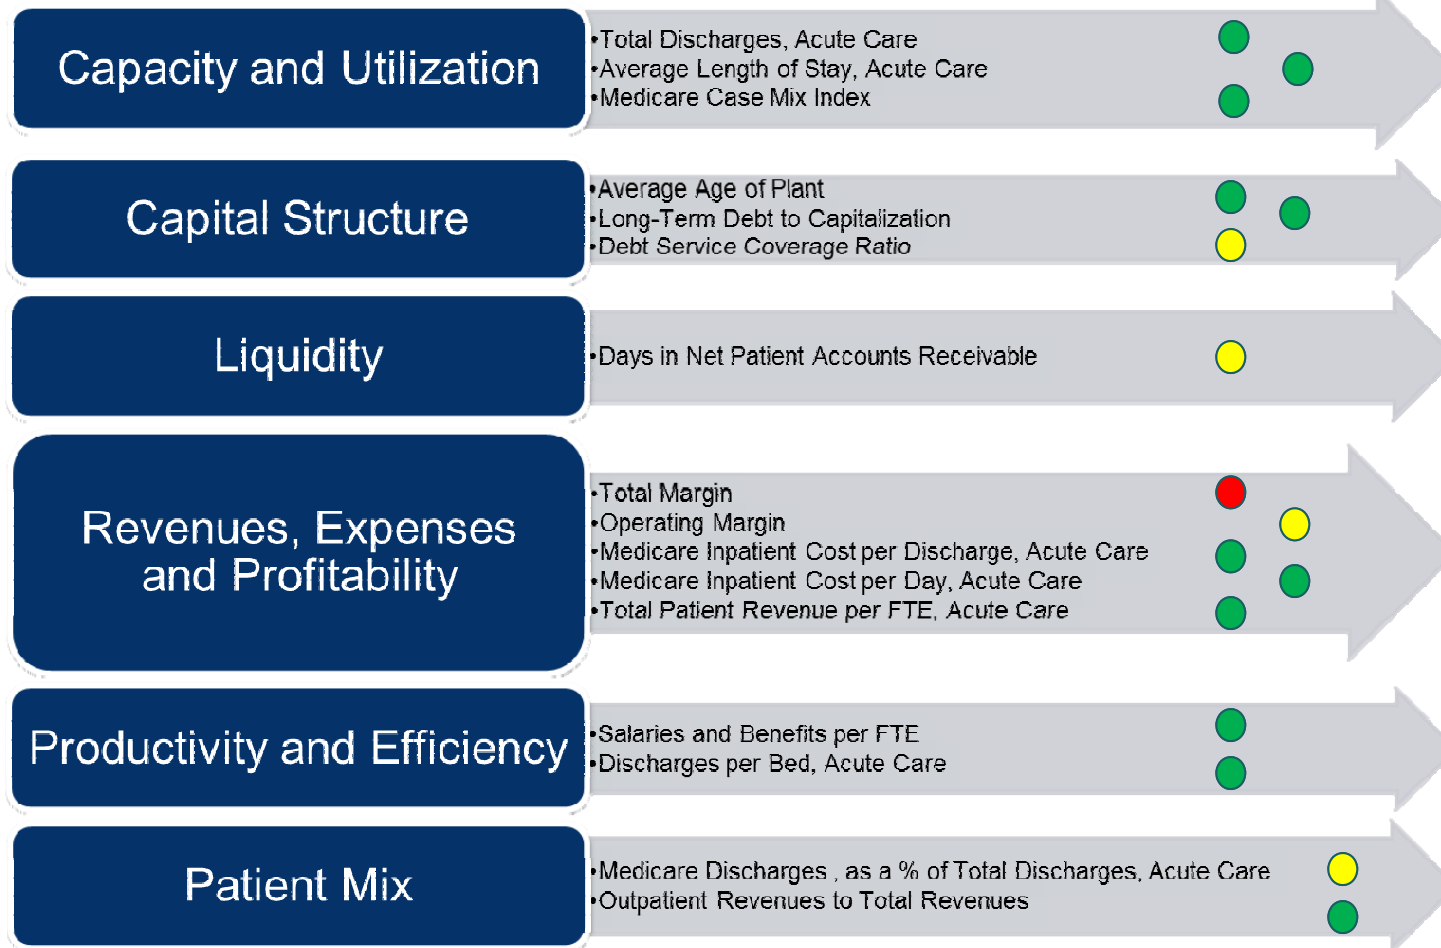 Capacity and Utilization
•Total Discharges, Acute Care
•Average Length of Stay, Acute Care
•Medicare Case Mix Index
Capital Structure
•Average Age of Plant
•Long-Term Debt to Capitalization
•Debt Service Coverage Ratio
Liquidity
•Days in Net Patient Accounts Receivable
Revenues, Expenses
and Profitability
•Total Margin
•Operating Margin
•Medicare Inpatient Cost per Discharge, Acute Care
•Medicare Inpatient Cost per Day, Acute Care
•Total Patient Revenue per FTE, Acute Care
Productivity and Efficiency
•Salaries and Benefits per FTE
•Discharges per Bed, Acute Care
Patient Mix
•Medicare Discharges , as a % of Total Discharges, Acute Care
•Outpatient Revenues to Total Revenues